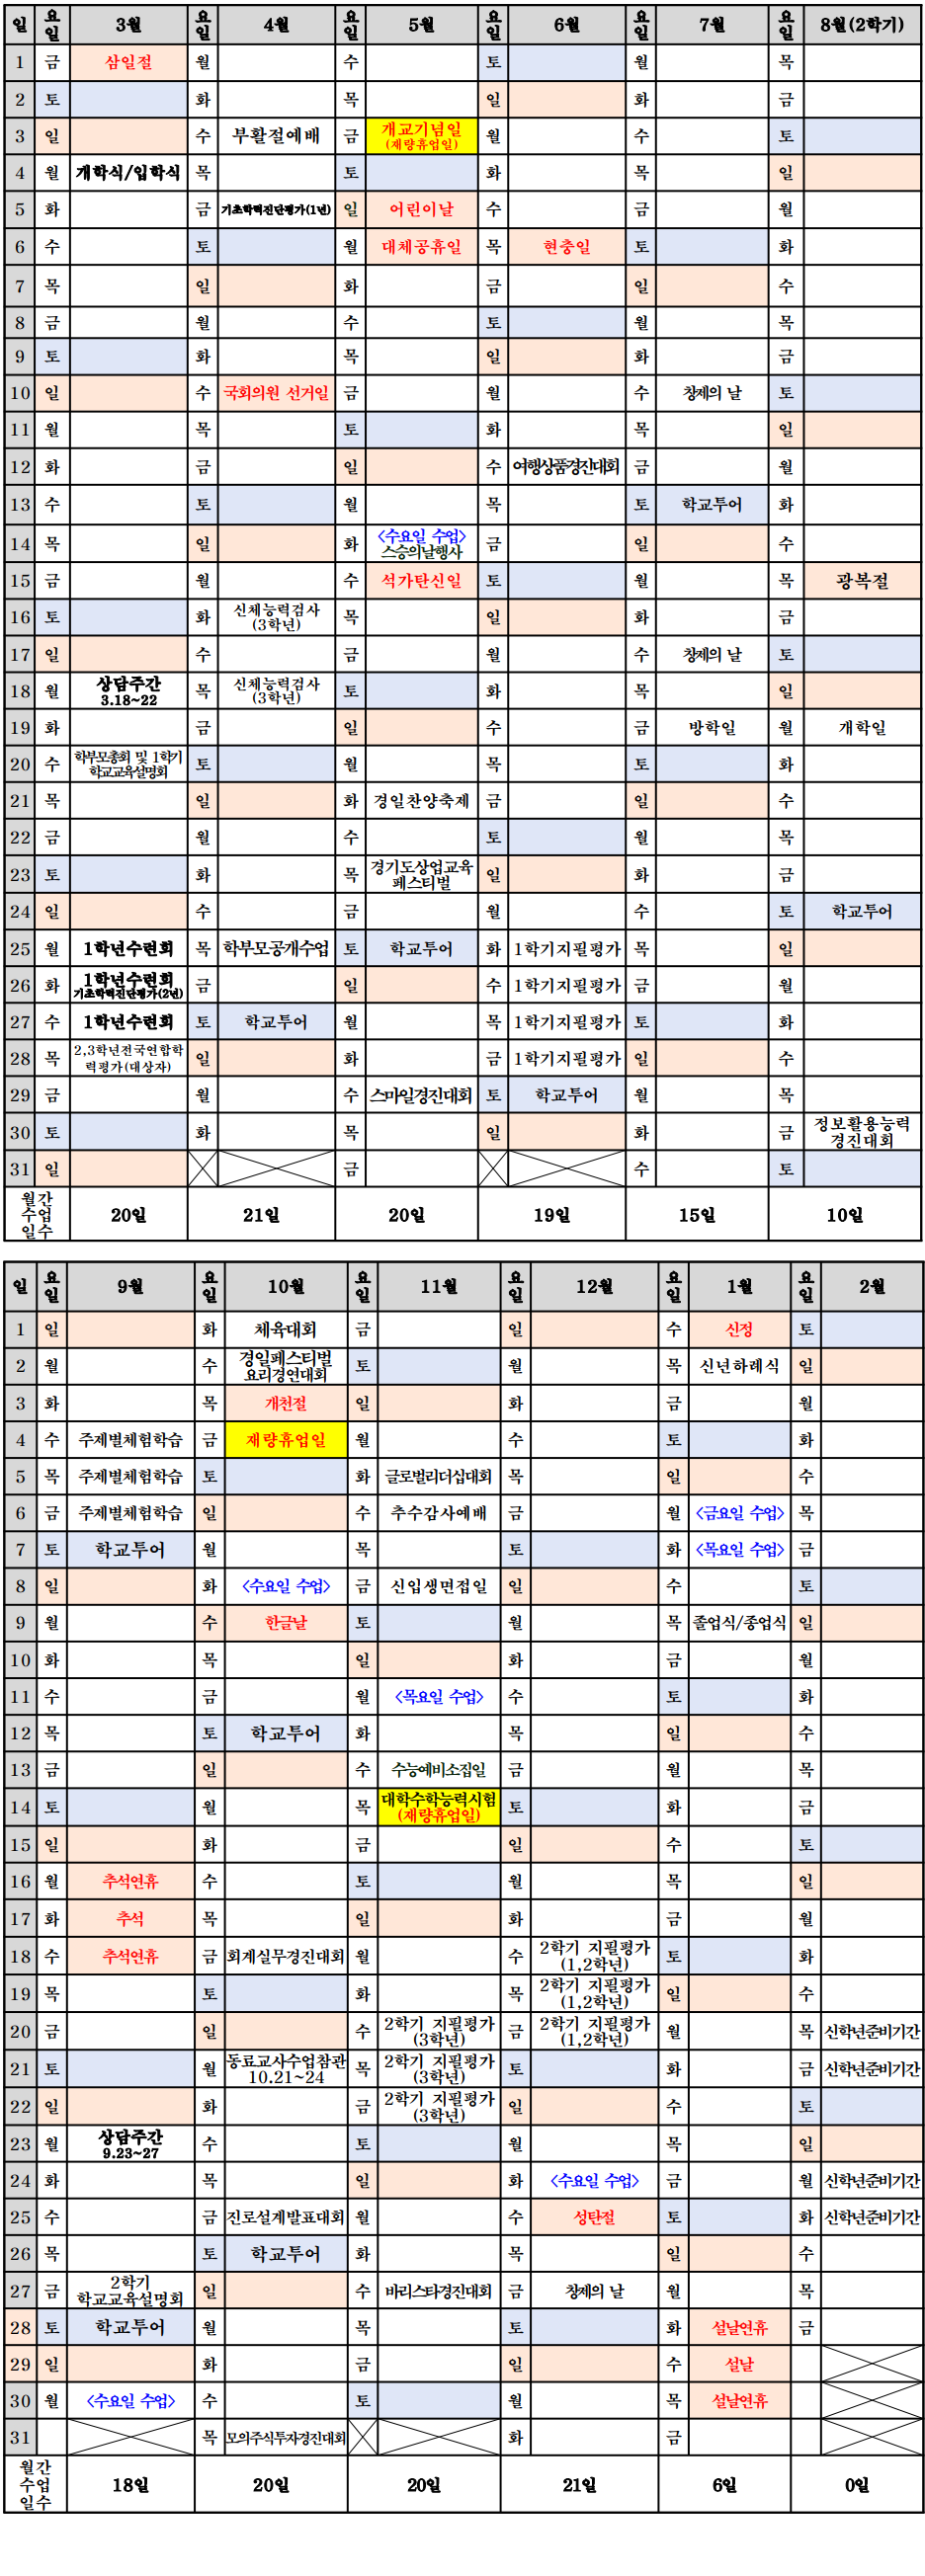 일 요일 3월 요일 4월 요일 5월 요일 6월 요일 7월 요일 8월(2학기)
1 금 삼일절 월 수 토 월 목
2 토 화 목 일 화 금
3 일 수 부활절예배 금 개교기념일 (재량휴업일) 월 수 토
4 월 개학식/입학식 목 토 화 목 일
5 화 금 기초학력진단평가(1년) 일 어린이날 수 금 월
6 수 토 월 대체공휴일 목 현충일 토 화
7 목 일 화 금 일 수
8 금 월 수 토 월 목
9 토 화 목 일 화 금
10 일 수 국회의원 선거일 금 월 수 창제의 날 토
11 월 목 토 화 목 일
12 화 금 일 수 여행상품경진대회 금 월
13 수 토 월 목 토 학교투어 화
14 목 일 화 <수요일 수업> 스승의날행사 금 일 수
15 금 월 수 석가탄신일 토 월 목 광복절
16 토 화 신체능력검사 (3학년) 목 일 화 금
17 일 수 금 월 수 창제의 날 토
18 월 상담주간 3.18~22 목 신체능력검사 (3학년) 토 화 목 일
19 화 금 일 수 금 방학일 월 개학일
20 수 학부모총회 및 1학기 학교교육설명회 토 월 목 토 화
21 목 일 화 경일찬양축제 금 일 수
22 금 월 수 토 월 목
23 토 화 목 경기도상업교육 페스티벌 일 화 금
24 일 수 금 월 수 토 학교투어
25 월 1학년수련회 목 학부모공개수업 토 학교투어 화 1학기지필평가 목 일
26 화 1학년수련회 기초학력진단평가(2년) 금 일 수 1학기지필평가 금 월
27 수 1학년수련회 토 학교투어 월 목 1학기지필평가 토 화
28 목 2,3학년전국연합학력평가(대상자) 일 화 금 1학기지필평가 일 수
29 금 월 수 스마일경진대회 토 학교투어 월 목
30 토 화 목 일 화 금 정보활용능력 경진대회
31 일 금 수 토
월간 수업 일수 20일 21일 20일 19일 15일 10일
일 요일 9월 요일 10월 요일 11월 요일 12월 요일 1월 요일 2월
1 일 화 체육대회 금 일 수 신정 토
2 월 수 경일페스티벌 요리경연대회 토 월 목 신년하례식 일
3 화 목 개천절 일 화 금 월
4 수 주제별체험학습 금 재량휴업일 월 수 토 화
5 목 주제별체험학습 토 화 글로벌리더십대회 목 일 수
6 금 주제별체험학습 일 수 추수감사예배 금 월 <금요일 수업> 목
7 토 학교투어 월 목 토 화 <목요일 수업> 금
8 일 화 <수요일 수업> 금 신입생면접일 일 수 토
9 월 수 한글날 토 월 목 졸업식/종업식 일
10 화 목 일 화 금 월
11 수 금 월 <목요일 수업> 수 토 화
12 목 토 학교투어 화 목 일 수
13 금 일 수 수능예비소집일 금 월 목
14 토 월 목 대학수학능력시험 (재량휴업일) 토 화 금
15 일 화 금 일 수 토
16 월 추석연휴 수 토 월 목 일
17 화 추석 목 일 화 금 월
18 수 추석연휴 금 회계실무경진대회 월 수 2학기 지필평가 (1,2학년) 토 화
19 목 토 화 목 2학기 지필평가 (1,2학년) 일 수
20 금 일 수 2학기 지필평가 (3학년) 금 2학기 지필평가 (1,2학년) 월 목 신학년준비기간
21 토 월 동료교사수업참관 10.21~24 목 2학기 지필평가 (3학년) 토 화 금 신학년준비기간
22 일 화 금 2학기 지필평가 (3학년) 일 수 토
23 월 상담주간 9.23~27 수 토 월 목 일
24 화 목 일 화 <수요일 수업> 금 월 신학년준비기간
25 수 금 진로설계발표대회 월 수 성탄절 토 화 신학년준비기간
26 목 토 학교투어 화 목 일 수
27 금 2학기 학교교육설명회 일 수 바리스타경진대회 금 창제의 날 월 목
28 토 학교투어 월 목 토 화 설날연휴 금
29 일 화 금 일 수 설날
30 월 <수요일 수업> 수 토 월 목 설날연휴
31 목 모의주식투자경진대회 화 금
월간 수업 일수 18일 20일 20일 21일 6일 0일